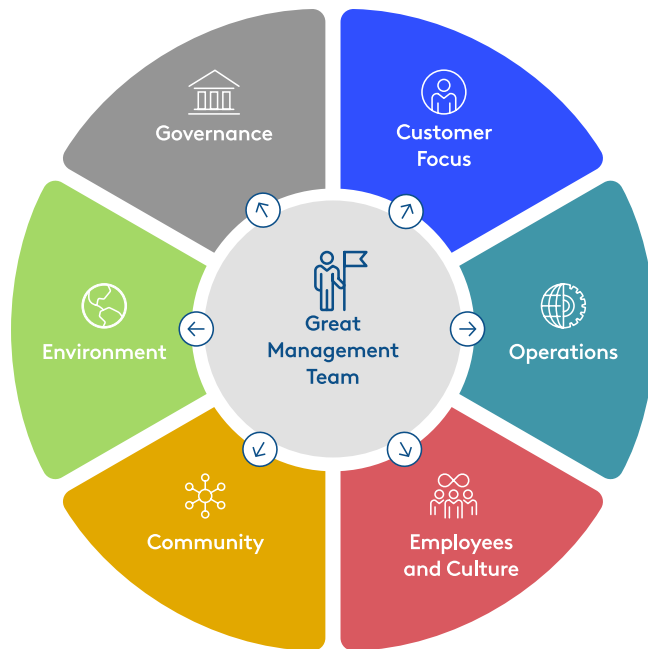 Governance
Customer
Focus
Environment
Great
Management
Team
Operations
Community
Employees
and Culture